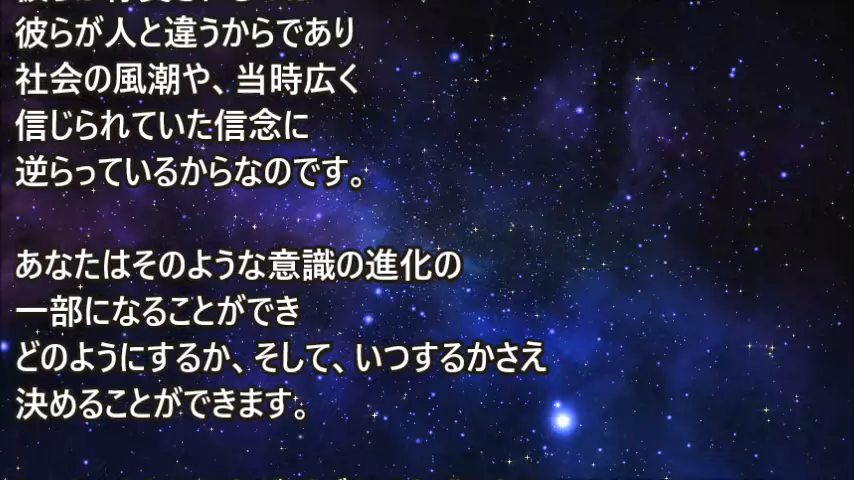 彼らが人と違うからであり
社会の風潮や、当時広く
信じられていた信念に
逆らっているからなのです。
あなたはそのような意識の進化の
一部になることができ
どのようにするか、そして、いつするかさえ
決めることができます。